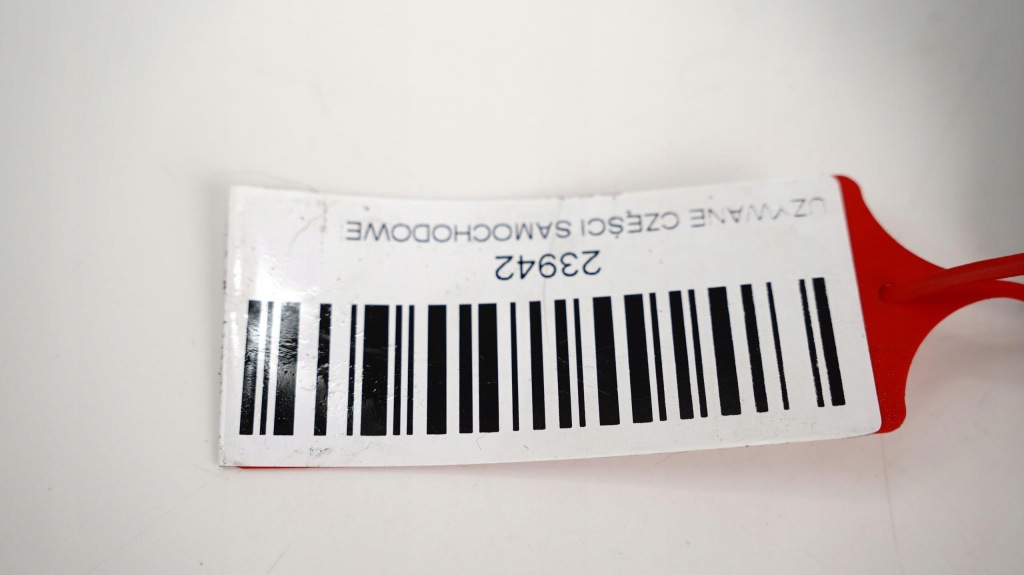 23942
UŻYWANE CZĘŚCI SAMOCHODOWE